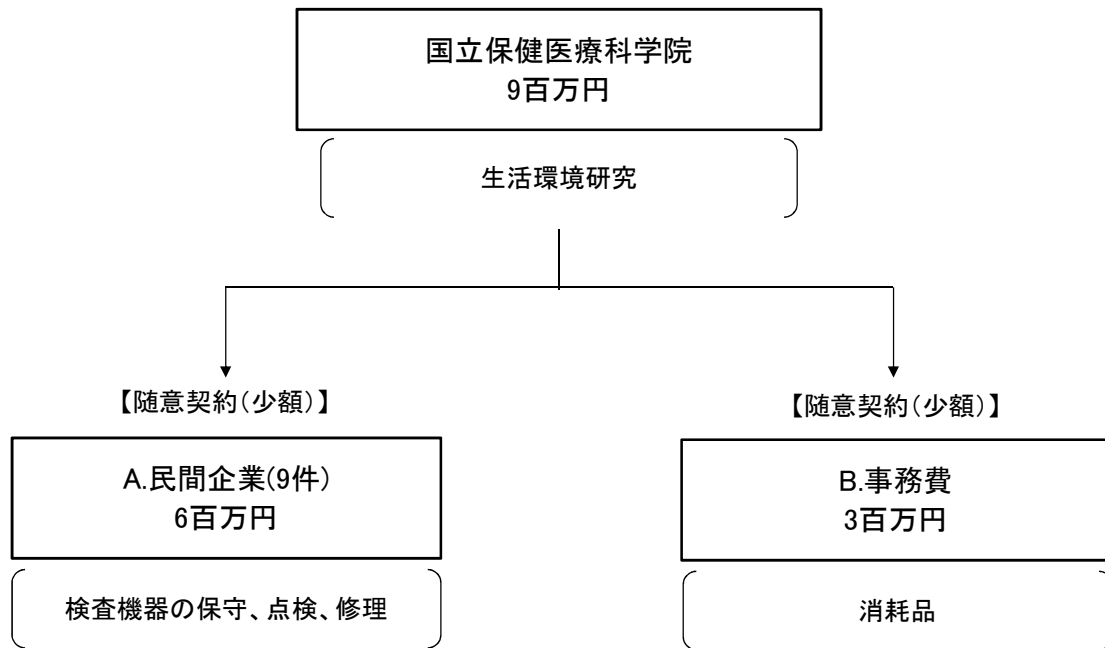 国立保健医療科学院
9百万円
生活環境研究
【随意契約(少額)】
【随意契約(少額)】
A.民間企業(9件)
6百万円
B.事務費
3百万円
検査機器の保守、点検、修理
消耗品